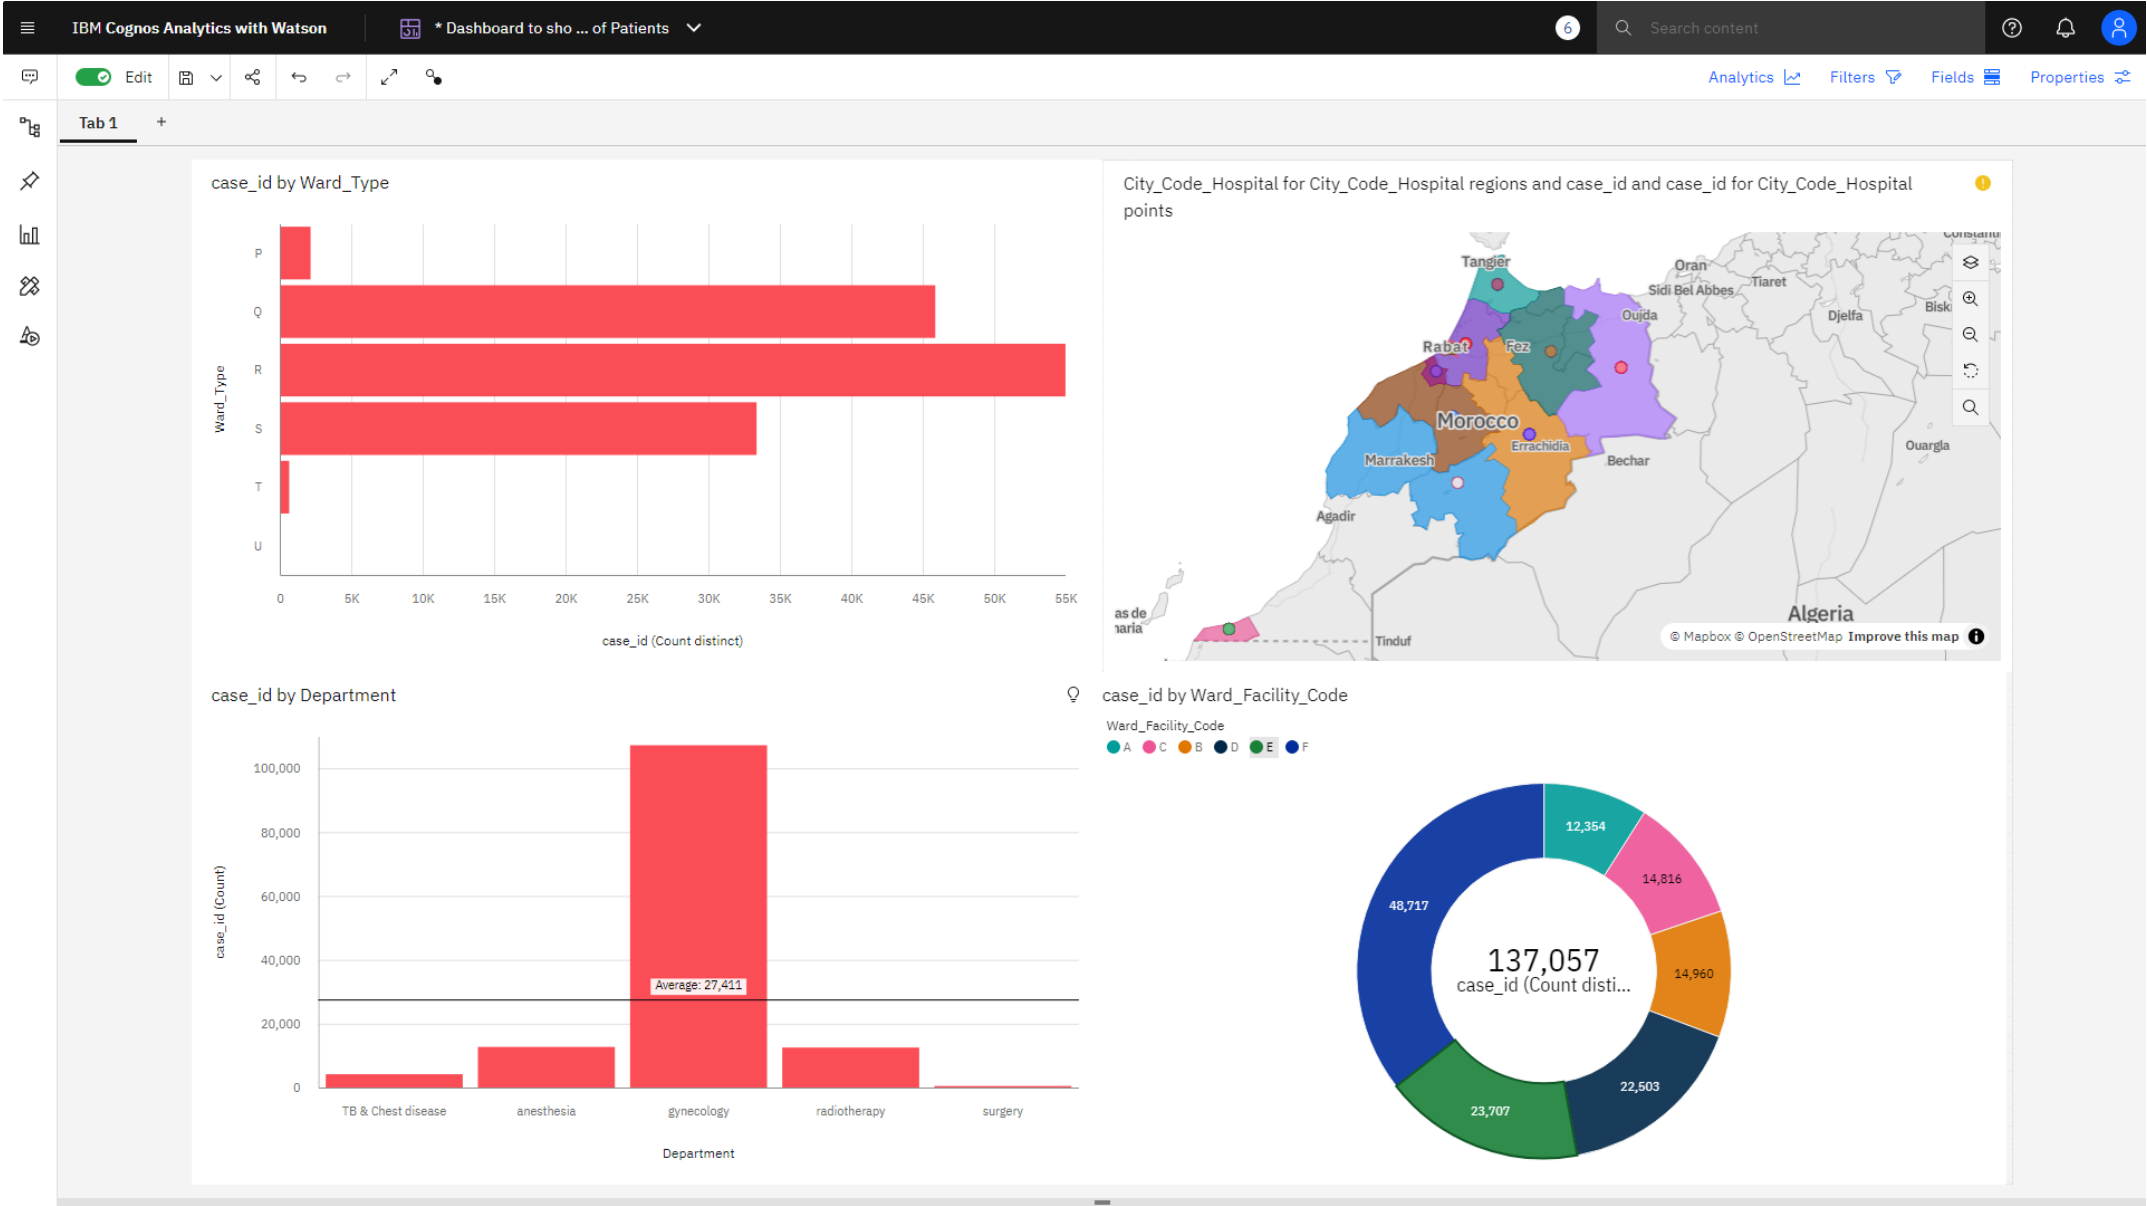 IBM Cognos Analytics with Watson
* Dashboard to sho ... of Patients
6
Search content
Edit
Analytics
Filters
Fields
Properties
Tab 1
+
case_id by Ward_Type
Ward_Type
P
Q
R
S
T
U
0 5K 10K 15K 20K 25K 30K 35K 40K 45K 50K 55K
case_id (Count distinct)
City_Code_Hospital for City_Code_Hospital regions and case_id and case_id for City_Code_Hospital
points
Tangier
Oran
Sidi Bel Abbes
Tiaret
Constanti
Bisk
Djelfa
Oujda
Rabat
Fez
Morocco
Errachidia
Marrakesh
Bechar
Ouargla
Agadir
as de
naria
Tinduf
Algeria
© Mapbox © OpenStreetMap Improve this map
case_id by Department
case_id (Count)
100,000
80,000
60,000
40,000
20,000
0
Average: 27,411
TB & Chest disease anesthesia gynecology radiotherapy surgery
Department
case_id by Ward_Facility_Code
Ward_Facility_Code
A C B D E F
12,354
14,816
14,960
22,503
23,707
48,717
137,057
case_id (Count disti...